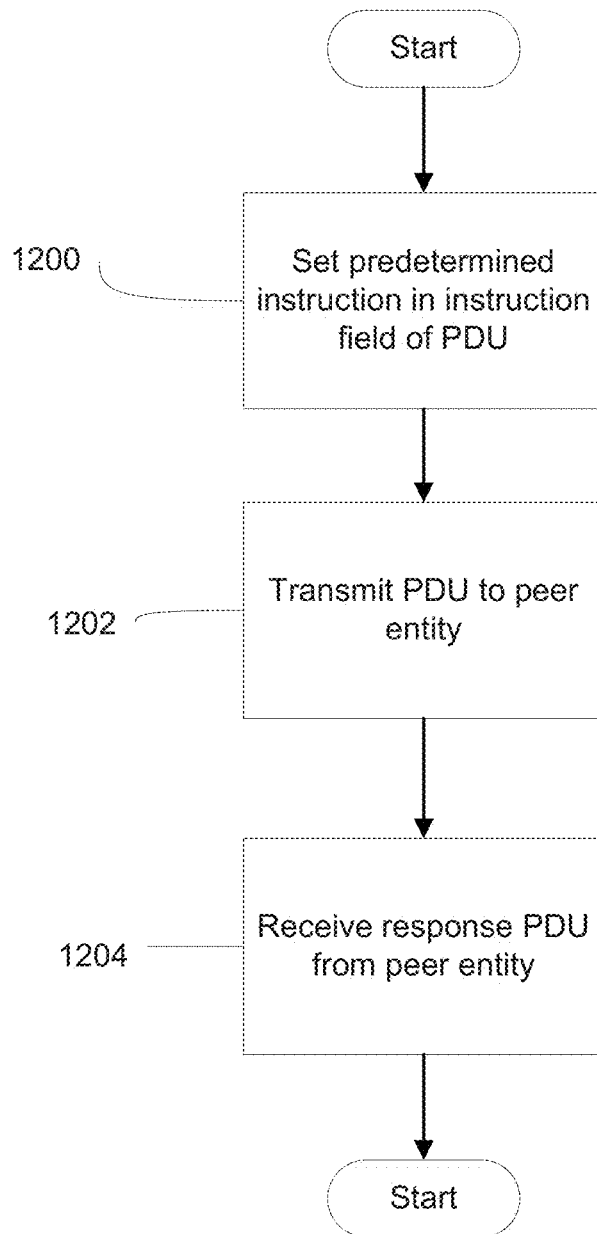 Start
1200
Set predetermined
instruction in instruction
field of PDU
1202
Transmit PDU to peer
entity
1204
Receive response PDU
from peer entity
Start